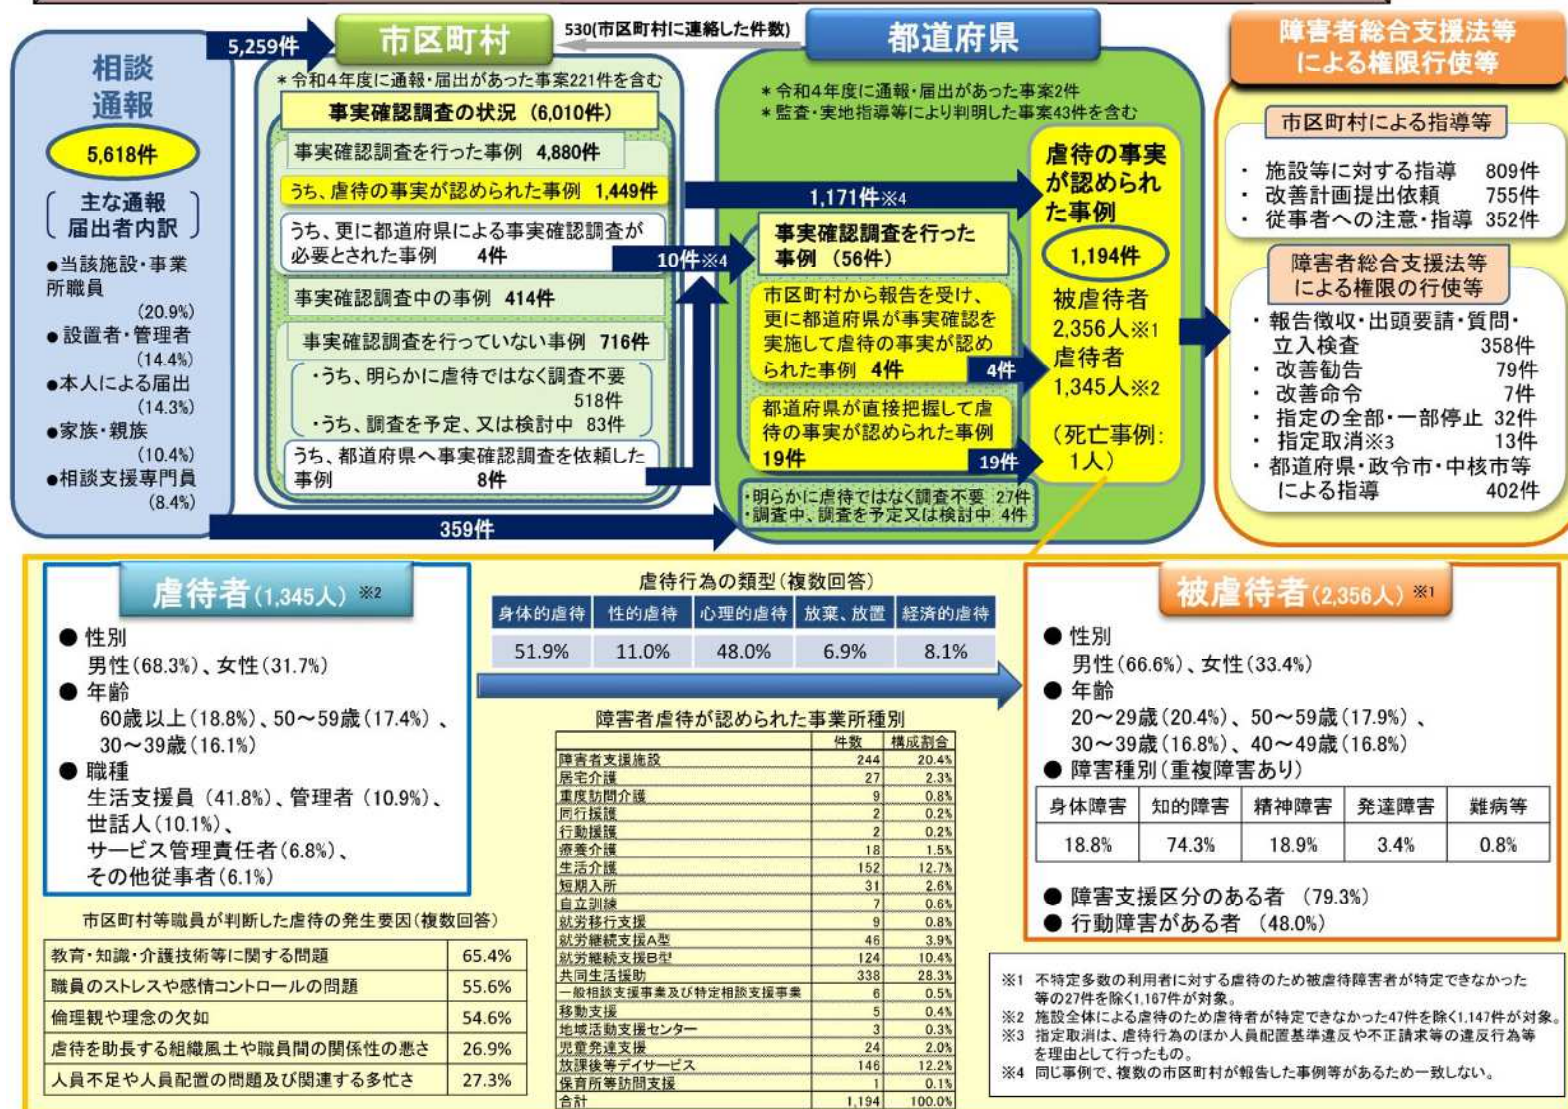 相談
通報
5,618件
主な通報
届出者内訳
●当該施設・事業
所職員
(20.9%)
●設置者・管理者
(14.4%)
●本人による届出
(14.3%)
●家族・親族
(10.4%)
●相談支援専門員
(8.4%)
5,259件
359件
市区町村
530(市区町村に連絡した件数)
*令和4年度に通報・届出があった事案221件を含む
事実確認調査の状況 (6,010件)
事実確認調査を行った事例 4,880件
うち、虐待の事実が認められた事例 1,449件
うち、更に都道府県による事実確認調査が
必要とされた事例 4件
事実確認調査中の事例 414件
事実確認調査を行っていない事例 716件
・うち、明らかに虐待ではなく調査不要
518件
・うち、調査を予定、又は検討中 83件
うち、都道府県へ事実確認調査を依頼した
事例 8件
都道府県
*令和4年度に通報・届出があった事案2件
*監査・実地指導等により判明した事案43件を含む
1,171件※4
10件※4
事実確認調査を行った
事例 (56件)
市区町村から報告を受け、
更に都道府県が事実確認を
実施して虐待の事実が認め
られた事例 4件
4件
都道府県が直接把握して虐
待の事実が認められた事例
19件
19件
・明らかに虐待ではなく調査不要 27件
・調査中、調査を予定又は検討中 4件
虐待の事実
が認められ
た事例
1,194件
被虐待者
2,356人※1
虐待者
1,345人※2
(死亡事例:
1人)
障害者総合支援法等
による権限行使等
市区町村による指導等
・ 施設等に対する指導 809件
・ 改善計画提出依頼 755件
・ 従事者への注意・指導 352件
障害者総合支援法等
による権限の行使等
・ 報告徴収・出頭要請・質問・
立入検査 358件
・ 改善勧告 79件
・ 改善命令 7件
・ 指定の全部・一部停止 32件
・ 指定取消※3 13件
・都道府県・政令市・中核市等
による指導 402件
虐待者(1,345人) ※2
● 性別
男性(68.3%)、女性(31.7%)
● 年齢
60歳以上(18.8%)、50～59歳(17.4%) 、
30～39歳(16.1%)
● 職種
生活支援員 (41.8%)、管理者 (10.9%)、
世話人(10.1%)、
サービス管理責任者(6.8%)、
その他従事者(6.1%)
市区町村等職員が判断した虐待の発生要因(複数回答)
教育・知識・介護技術等に関する問題 65.4%
職員のストレスや感情コントロールの問題 55.6%
倫理観や理念の欠如 54.6%
虐待を助長する組織風土や職員間の関係性の悪さ 26.9%
人員不足や人員配置の問題及び関連する多忙さ 27.3%
虐待行為の類型(複数回答)
身体的虐待 性的虐待 心理的虐待 放棄、放置 経済的虐待
51.9% 11.0% 48.0% 6.9% 8.1%
障害者虐待が認められた事業所種別
件数 構成割合
障害者支援施設 244 20.4%
居宅介護 27 2.3%
重度訪問介護 9 0.8%
同行援護 2 0.2%
行動援護 2 0.2%
療養介護 18 1.5%
生活介護 152 12.7%
短期入所 31 2.6%
自立訓練 7 0.6%
就労移行支援 9 0.8%
就労継続支援A型 46 3.9%
就労継続支援B型 124 10.4%
共同生活援助 338 28.3%
一般相談支援事業及び特定相談支援事業 6 0.5%
移動支援 5 0.4%
地域活動支援センター 3 0.3%
児童発達支援 24 2.0%
放課後等デイサービス 146 12.2%
保育所等訪問支援 1 0.1%
合計 1,194 100.0%
被虐待者(2,356人) ※1
● 性別
男性(66.6%)、女性(33.4%)
● 年齢
20～29歳(20.4%)、50～59歳(17.9%) 、
30～39歳(16.8%)、40～49歳(16.8%)
● 障害種別(重複障害あり)
身体障害 知的障害 精神障害 発達障害 難病等
18.8% 74.3% 18.9% 3.4% 0.8%
● 障害支援区分のある者 (79.3%)
● 行動障害がある者 (48.0%)
※1 不特定多数の利用者に対する虐待のため被虐待障害者が特定できなかった
等の27件を除く1,167件が対象。
※2 施設全体による虐待のため虐待者が特定できなかった47件を除く1,147件が対象。
※3 指定取消は、虐待行為のほか人員配置基準違反や不正請求等の違反行為等
を理由として行ったもの。
※4 同じ事例で、複数の市区町村が報告した事例等があるため一致しない。